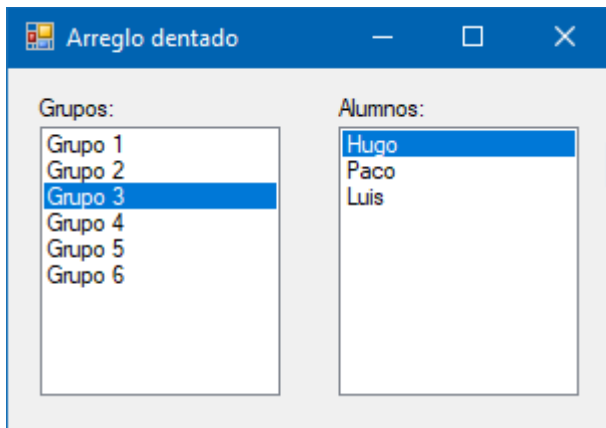 Arreglo dentado
Grupos:
Grupo 1
Grupo 2
Grupo 3
Grupo 4
Grupo 5
Grupo 6
Alumnos:
Hugo
Paco
Luis